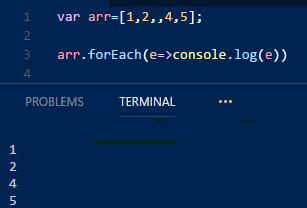 1 var arr=[1,2,,4,5];
2
3 arr.forEach(e=>console.log(e))
4
PROBLEMS TERMINAL ...
1
2
4
5